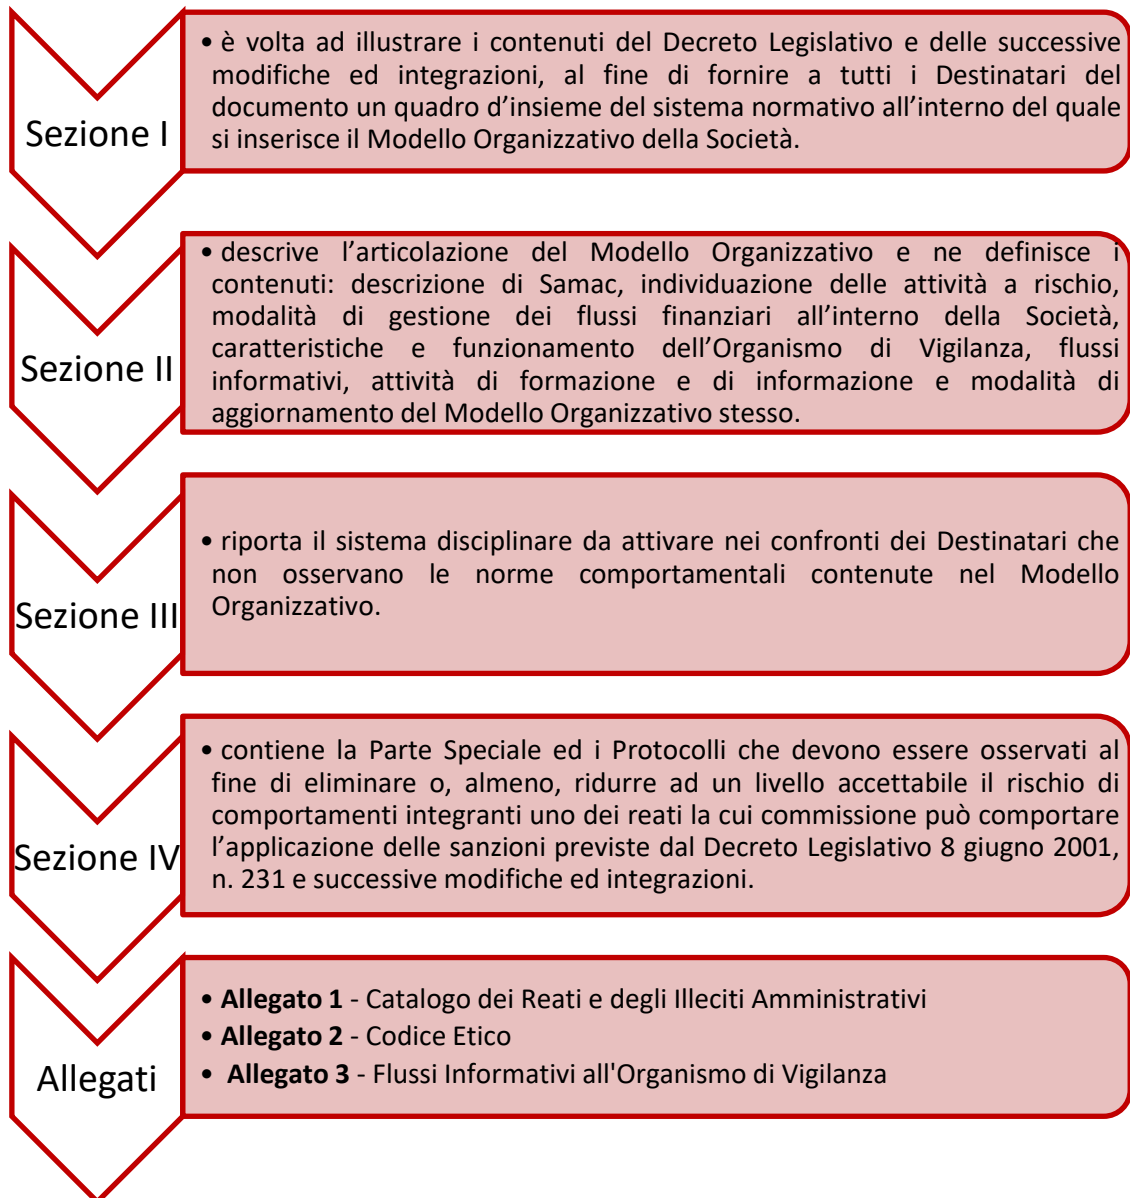 Sezione I
• è volta ad illustrare i contenuti del Decreto Legislativo e delle successive
modifiche ed integrazioni, al fine di fornire a tutti i Destinatari del
documento un quadro d’insieme del sistema normativo all’interno del quale
si inserisce il Modello Organizzativo della Società.
Sezione II
• descrive l’articolazione del Modello Organizzativo e ne definisce i
contenuti: descrizione di Samac, individuazione delle attività a rischio,
modalità di gestione dei flussi finanziari all’interno della Società,
caratteristiche e funzionamento dell’Organismo di Vigilanza, flussi
informativi, attività di formazione e di informazione e modalità di
aggiornamento del Modello Organizzativo stesso.
Sezione III
• riporta il sistema disciplinare da attivare nei confronti dei Destinatari che
non osservano le norme comportamentali contenute nel Modello
Organizzativo.
Sezione IV
• contiene la Parte Speciale ed i Protocolli che devono essere osservati al
fine di eliminare o, almeno, ridurre ad un livello accettabile il rischio di
comportamenti integranti uno dei reati la cui commissione può comportare
l’applicazione delle sanzioni previste dal Decreto Legislativo 8 giugno 2001,
n. 231 e successive modifiche ed integrazioni.
Allegati
• Allegato 1 - Catalogo dei Reati e degli Illeciti Amministrativi
• Allegato 2 - Codice Etico
• Allegato 3 - Flussi Informativi all'Organismo di Vigilanza